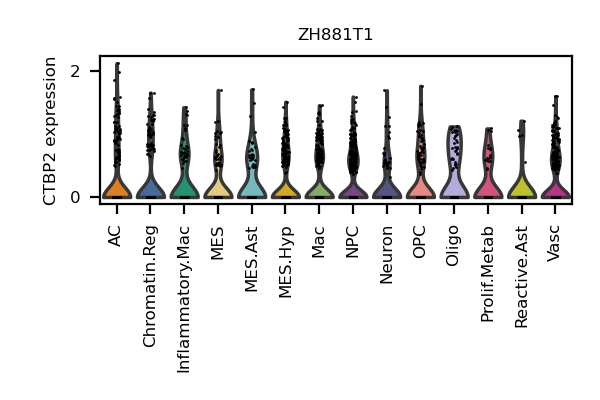 ZH881T1
CTBP2 expression
2
0
AC
Chromatin.Reg
Inflammatory.Mac
MES
MES.Ast
MES.Hyp
Mac
NPC
Neuron
OPC
Oligo
Prolif.Metab
Reactive.Ast
Vasc